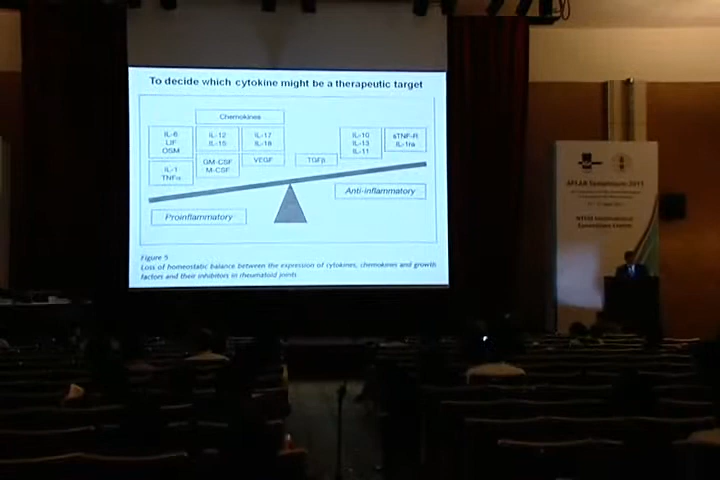 To decide which cytokine might be a therapeutic target
Chemokines
IL-6
LIF
OSM
IL-12
IL-15
IL-17
IL-18
IL-10
IL-13
IL-11
sTNF-R
IL-1ra
IL-1
TNFα
GM-CSF
M-CSF
VEGF
TGFβ
Anti-inflammatory
Proinflammatory
Figure 5
Loss of homeostatic balance between the expression of cytokines, chemokines and growth
factors and their inhibitors in rheumatoid joints.
Symposium 2011